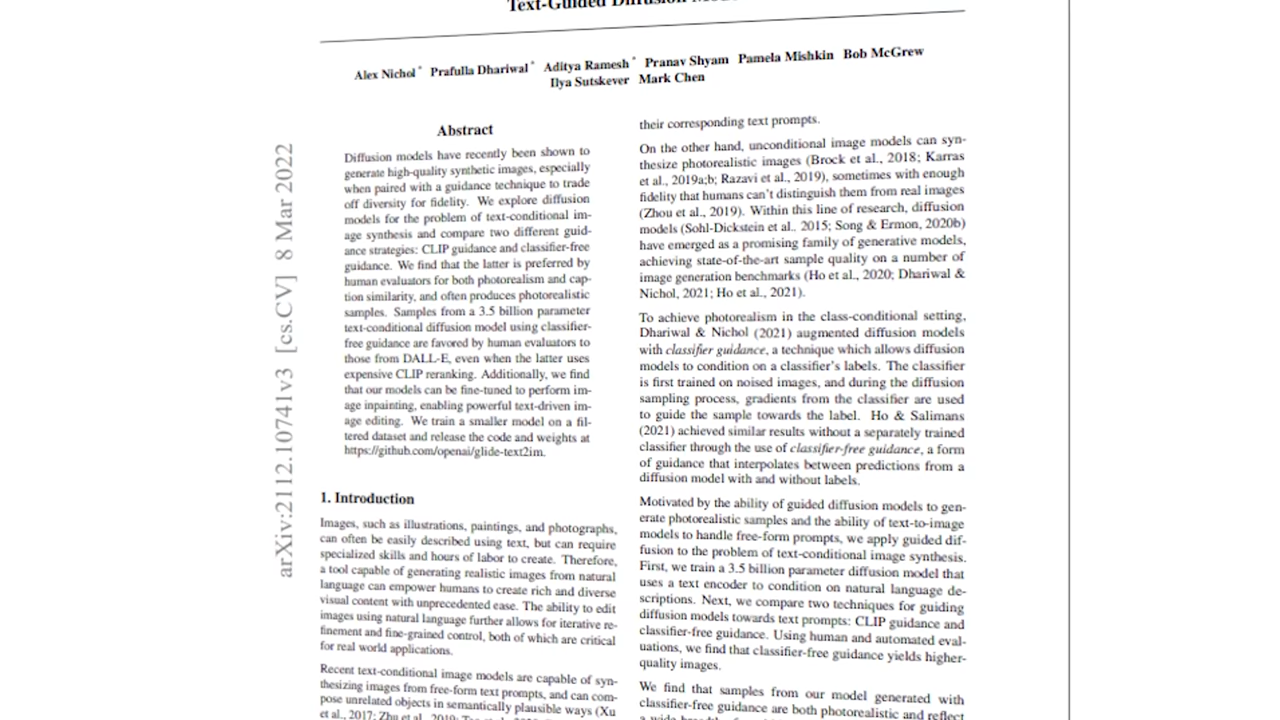 Text-Guided Diffusion
Alex Nichol * Prafulla Dhariwal * Aditya Ramesh * Pranav Shyam Pamela Mishkin Bob McGrew
Ilya Sutskever Mark Chen
arXiv:2112.10741v3 [cs.CV] 8 Mar 2022
Abstract
Diffusion models have recently been shown to
generate high-quality synthetic images, especially
when paired with a guidance technique to trade
off diversity for fidelity. We explore diffusion
models for the problem of text-conditional im-
age synthesis and compare two different guid-
ance strategies: CLIP guidance and classifier-free
guidance. We find that the latter is preferred by
human evaluators for both photorealism and cap-
tion similarity, and often produces photorealistic
samples. Samples from a 3.5 billion parameter
text-conditional diffusion model using classifier-
free guidance are favored by human evaluators to
those from DALL-E, even when the latter uses
expensive CLIP reranking. Additionally, we find
that our models can be fine-tuned to perform im-
age inpainting, enabling powerful text-driven im-
age editing. We train a smaller model on a fil-
tered dataset and release the code and weights at
https://github.com/openai/glide-text2im.
1. Introduction
Images, such as illustrations, paintings, and photographs,
can often be easily described using text, but can require
specialized skills and hours of labor to create. Therefore,
a tool capable of generating realistic images from natural
language can empower humans to create rich and diverse
visual content with unprecedented ease. The ability to edit
images using natural language further allows for iterative re-
finement and fine-grained control, both of which are critical
for real world applications.
Recent text-conditional image models are capable of syn-
thesizing images from free-form text prompts, and can com-
pose unrelated objects in semantically plausible ways (Xu
et al., 2017; Zhu et al., 2019;
their corresponding text prompts.
On the other hand, unconditional image models can syn-
thesize photorealistic images (Brock et al., 2018; Karras
et al., 2019a;b; Razavi et al., 2019), sometimes with enough
fidelity that humans can't distinguish them from real images
(Zhou et al., 2019). Within this line of research, diffusion
models (Sohl-Dickstein et al., 2015; Song & Ermon, 2020b)
have emerged as a promising family of generative models,
achieving state-of-the-art sample quality on a number of
image generation benchmarks (Ho et al., 2020; Dhariwal &
Nichol, 2021; Ho et al., 2021).
To achieve photorealism in the class-conditional setting,
Dhariwal & Nichol (2021) augmented diffusion models
with classifier guidance, a technique which allows diffusion
models to condition on a classifier's labels. The classifier
is first trained on noised images, and during the diffusion
sampling process, gradients from the classifier are used
to guide the sample towards the label. Ho & Salimans
(2021) achieved similar results without a separately trained
classifier through the use of classifier-free guidance, a form
of guidance that interpolates between predictions from a
diffusion model with and without labels.
Motivated by the ability of guided diffusion models to gen-
erate photorealistic samples and the ability of text-to-image
models to handle free-form prompts, we apply guided dif-
fusion to the problem of text-conditional image synthesis.
First, we train a 3.5 billion parameter diffusion model that
uses a text encoder to condition on natural language de-
scriptions. Next, we compare two techniques for guiding
diffusion models towards text prompts: CLIP guidance and
classifier-free guidance. Using human and automated eval-
uations, we find that classifier-free guidance yields higher-
quality images.
We find that samples from our model generated with
classifier-free guidance are both photorealistic and reflect
a wide